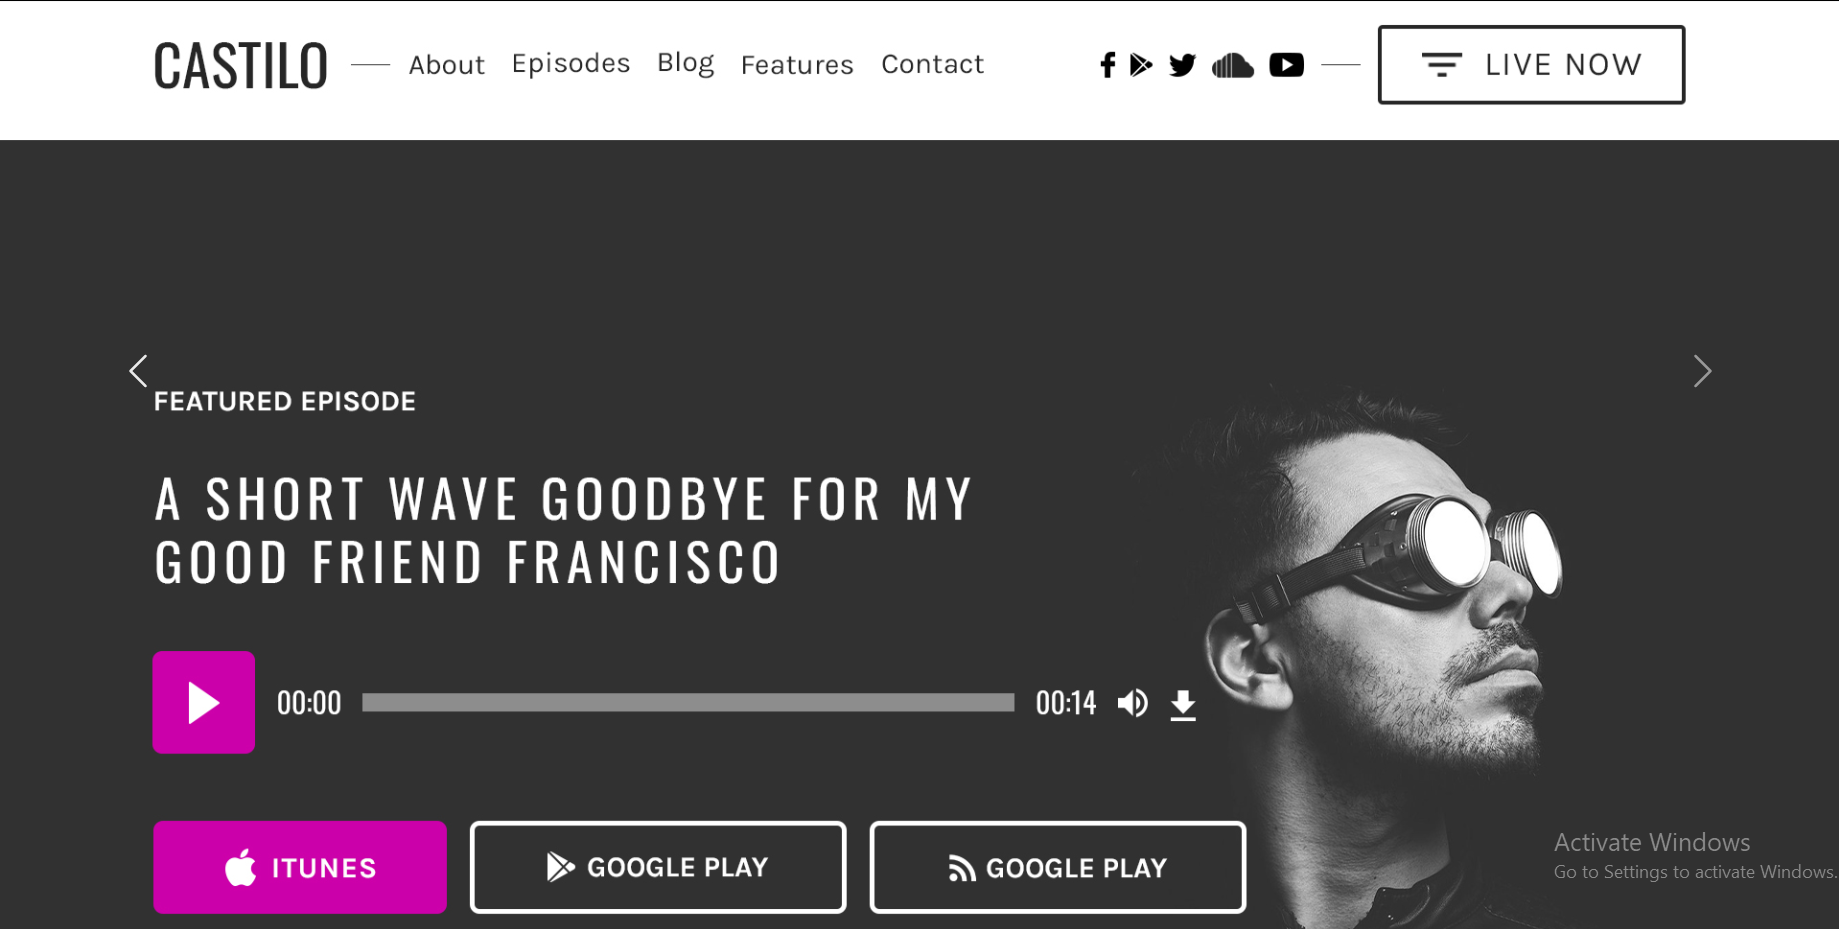 CASTILO
About Episodes Blog Features Contact
LIVE NOW
FEATURED EPISODE
A SHORT WAVE GOODBYE FOR MY
GOOD FRIEND FRANCISCO
00:00
00:14
ITUNES
GOOGLE PLAY
GOOGLE PLAY
Activate Windows
Go to Settings to activate Windows.